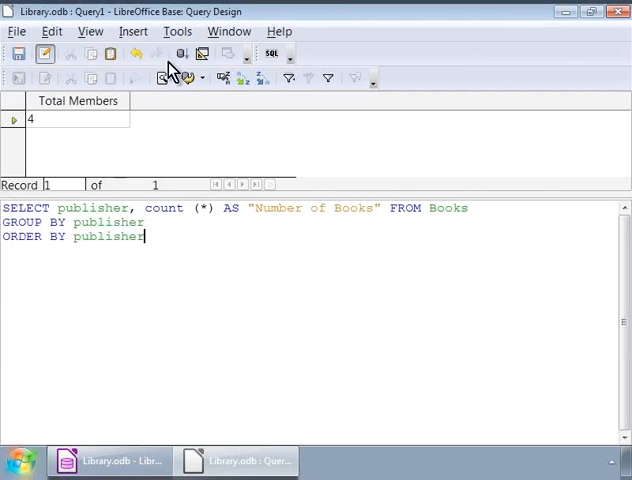 Library.odb : Query1 - LibreOffice Base: Query Design
File Edit View Insert Tools Window Help
SQL
Total Members
4
Record 1 of 1
SELECT publisher, count (*) AS "Number of Books" FROM Books
GROUP BY publisher
ORDER BY publisher
Library.odb - Libr... Library.odb : Quer...